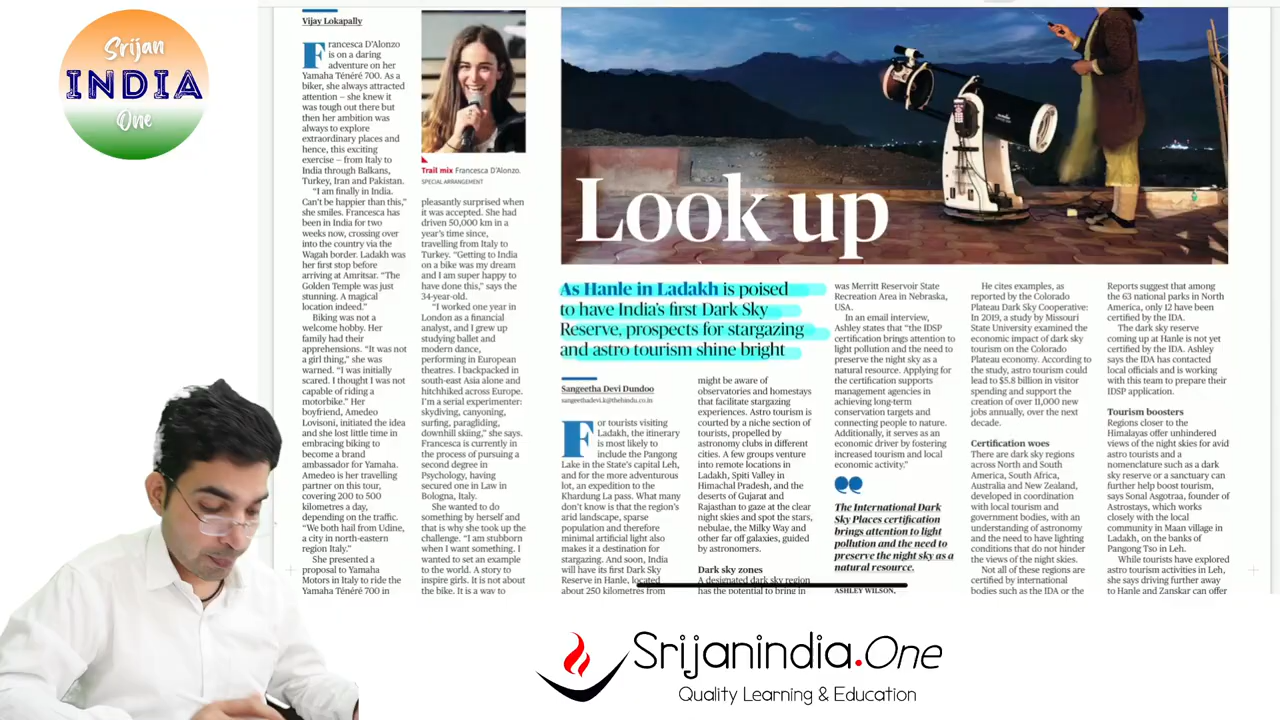 Srijan
INDIA
One
Vijay Lokapally
Francesca D'Alonzo
is on a daring
adventure on her
Yamaha Ténéré 700. As a
biker, she always attracted
attention — she knew it
was tough out there but
then her ambition was
always to explore
extraordinary places and
hence, this exciting
exercise — from Italy to
India through Balkans,
Turkey, Iran and Pakistan.
"I am finally in India.
Can't be happier than this,"
she smiles. Francesca has
been in India for two
weeks now, crossing over
into the country via the
Wagah border. Ladakh was
her first stop before
arriving at Amritsar. "The
Golden Temple was just
stunning. A magical
location indeed."
Biking was not a
welcome hobby. Her
family had their
apprehensions. "It was not
a girl thing," she was
warned. "I was initially
scared. I thought I was not
capable of riding a
motorbike." Her
boyfriend, Amedeo
Lovisoni, initiated the idea
and she lost little time in
embracing biking to
become a brand
ambassador for Yamaha.
Amedeo is her travelling
partner on this tour,
covering 200 to 500
kilometres a day,
depending on the traffic.
"We both hail from Udine,
a city in north-eastern
region Italy."
She presented a
proposal to Yamaha
Motors in Italy to ride the
Yamaha Ténéré 700 in
Trail mix Francesca D'Alonzo.
SPECIAL ARRANGEMENT
pleasantly surprised when
it was accepted. She had
driven 50,000 km in a
year's time since,
travelling from Italy to
Turkey. "Getting to India
on a bike was my dream
and I am super happy to
have done this," says the
34-year-old.
"I worked one year in
London as a financial
analyst, and I grew up
studying ballet and
modern dance,
performing in European
theatres. I backpacked in
south-east Asia alone and
hitchhiked across Europe.
I'm a serial experimenter:
skydiving, canyoning,
surfing, paragliding,
downhill skiing," she says.
Francesca is currently in
the process of pursuing a
second degree in
Psychology, having
secured one in Law in
Bologna, Italy.
She wanted to do
something by herself and
that is why she took up the
challenge. "I am stubborn
when I want something. I
wanted to set an example
to the world. A story to
inspire girls. It is not about
the bike. It is a way to
Look up
As Hanle in Ladakh is poised
to have India's first Dark Sky
Reserve, prospects for stargazing
and astro tourism shine bright
Sangeetha Devi Dundoo
sangeethadevi.k@thehindu.co.in
For tourists visiting
Ladakh, the itinerary
is most likely to
include the Pangong
Lake in the State's capital Leh,
and for the more adventurous
lot, an expedition to the
Khardung La pass. What many
don't know is that the region's
arid landscape, sparse
population and therefore
minimal artificial light also
makes it a destination for
stargazing. And soon, India
will have its first Dark Sky
Reserve in Hanle, located
about 250 kilometres from
might be aware of
observatories and homestays
that facilitate stargazing
experiences. Astro tourism is
courted by a niche section of
tourists, propelled by
astronomy clubs in different
cities. A few groups venture
into remote locations in
Ladakh, Spiti Valley in
Himachal Pradesh, and the
deserts of Gujarat and
Rajasthan to gaze at the clear
night skies and spot the stars,
nebulae, the Milky Way and
other far off galaxies, guided
by astronomers.
Dark sky zones
A designated dark sky region
has the potential to bring in
was Merritt Reservoir State
Recreation Area in Nebraska,
USA.
In an email interview,
Ashley states that "the IDSP
certification brings attention to
light pollution and the need to
preserve the night sky as a
natural resource. Applying for
the certification supports
management agencies in
achieving long-term
conservation targets and
connecting people to nature.
Additionally, it serves as an
economic driver by fostering
increased tourism and local
economic activity."
The International Dark
Sky Places certification
brings attention to light
pollution and the need to
preserve the night sky as a
natural resource.
ASHLEY WILSON,
He cites examples, as
reported by the Colorado
Plateau Dark Sky Cooperative:
In 2019, a study by Missouri
State University examined the
economic impact of dark sky
tourism on the Colorado
Plateau economy. According to
the study, astro tourism could
lead to $5.8 billion in visitor
spending and support the
creation of over 11,000 new
jobs annually, over the next
decade.
Certification woes
There are dark sky regions
across North and South
America, South Africa,
Australia and New Zealand,
developed in coordination
with local tourism and
government bodies, with an
understanding of astronomy
and the need to have lighting
conditions that do not hinder
the views of the night skies.
Not all of these regions are
certified by international
bodies such as the IDA or the
Reports suggest that among
the 63 national parks in North
America, only 12 have been
certified by the IDA.
The dark sky reserve
coming up at Hanle is not yet
certified by the IDA. Ashley
says the IDA has contacted
local officials and is working
with this team to prepare their
IDSP application.
Tourism boosters
Regions closer to the
Himalayas offer unhindered
views of the night skies for avid
astro tourists and a
nomenclature such as a dark
sky reserve or a sanctuary can
further help boost tourism,
says Sonal Asgotraa, founder of
Astrostays, which works
closely with the local
community in Maan village in
Ladakh, on the banks of
Pangong Tso in Leh.
While tourists have explored
astro tourism activities in Leh,
she says driving further away
to Hanle and Zanskar can offer
Srijanindia.One
Quality Learning & Education